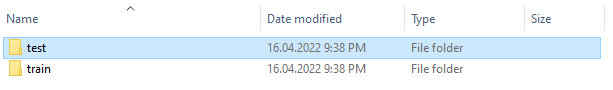 Name Date modified Type Size
test 16.04.2022 9:38 PM File folder
train 16.04.2022 9:38 PM File folder